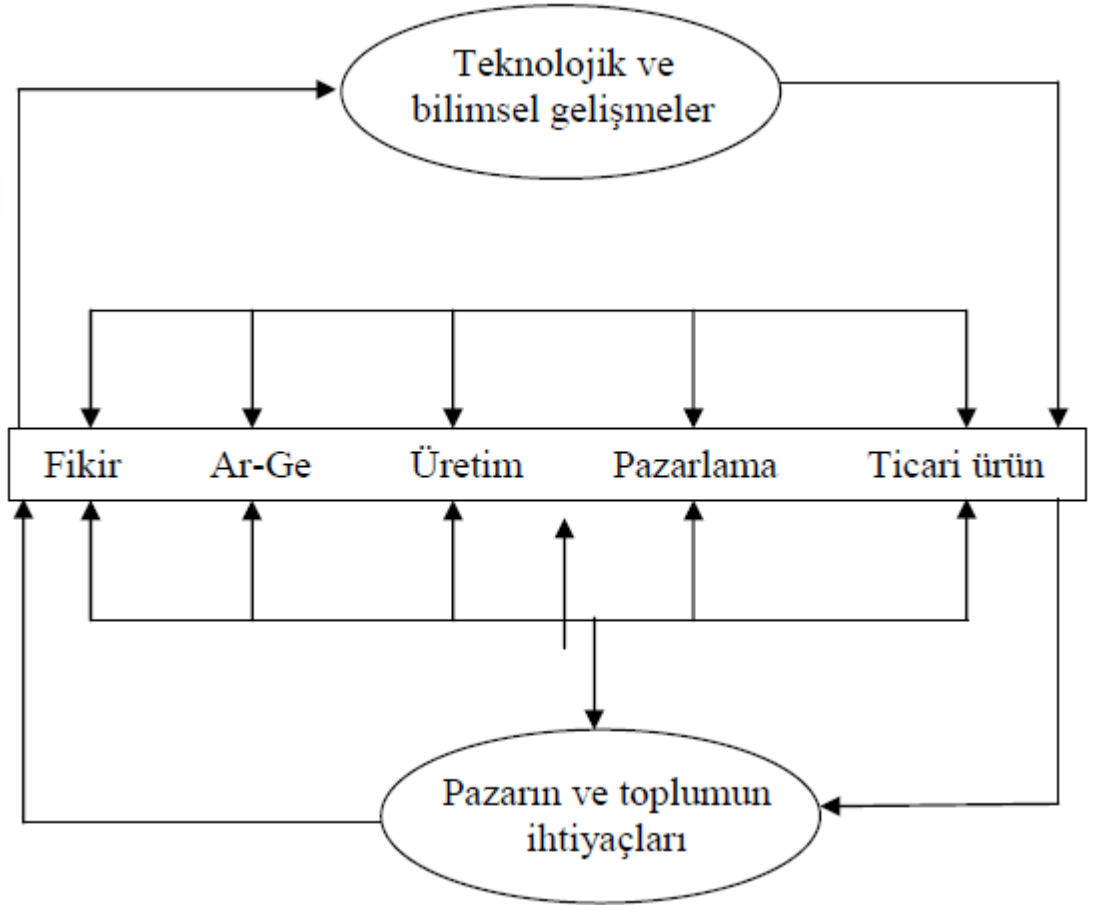 Teknolojik ve
bilimsel gelişmeler
Fikir Ar-Ge Üretim Pazarlama Ticari ürün
Pazarın ve toplumun
ihtiyaçları